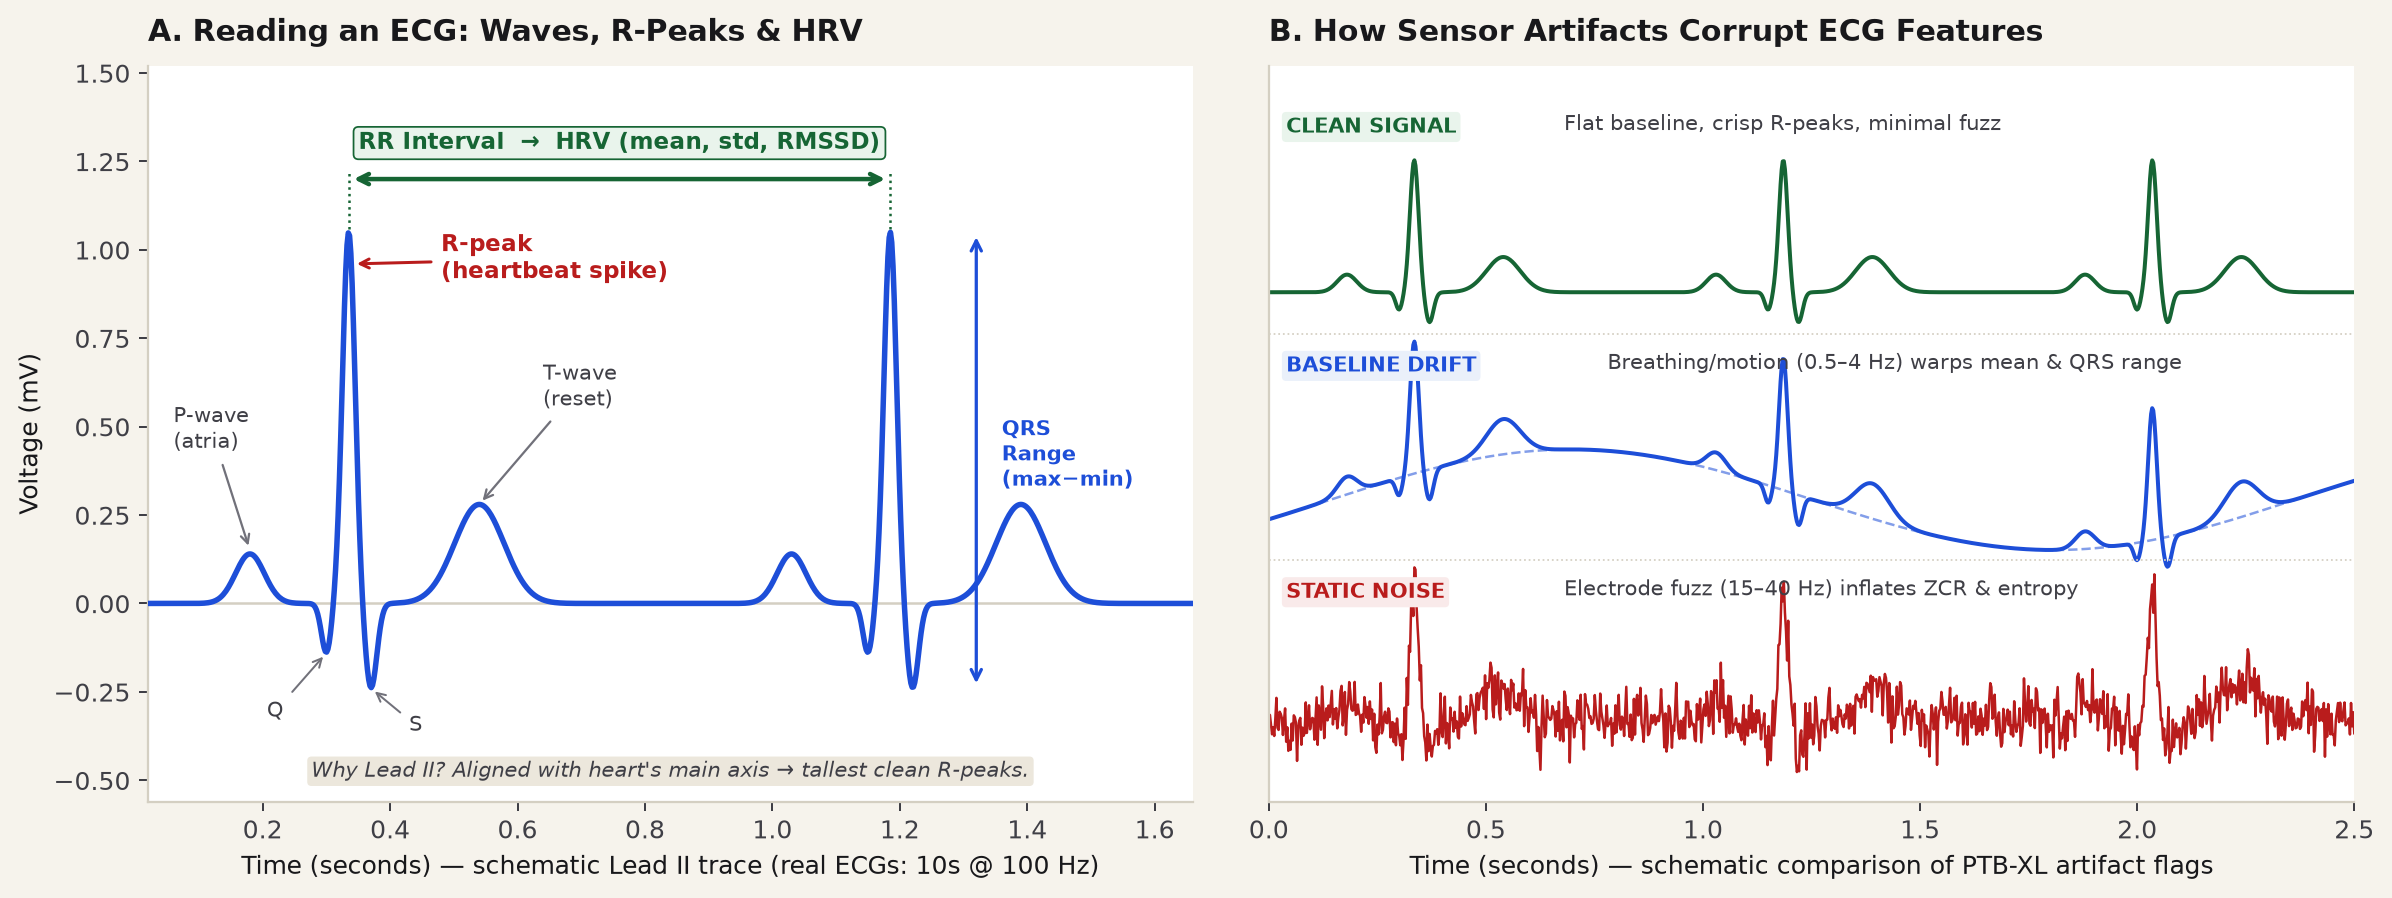 A. Reading an ECG: Waves, R-Peaks & HRV
Voltage (mV)
1.50
1.25
1.00
0.75
0.50
0.25
0.00
−0.25
−0.50
RR Interval → HRV (mean, std, RMSSD)
R-peak
(heartbeat spike)
T-wave
(reset)
P-wave
(atria)
QRS
Range
(max−min)
Q
S
Why Lead II? Aligned with heart's main axis → tallest clean R-peaks.
0.2
0.4
0.6
0.8
1.0
1.2
1.4
1.6
Time (seconds) — schematic Lead II trace (real ECGs: 10s @ 100 Hz)
B. How Sensor Artifacts Corrupt ECG Features
CLEAN SIGNAL
Flat baseline, crisp R-peaks, minimal fuzz
BASELINE DRIFT
Breathing/motion (0.5–4 Hz) warps mean & QRS range
STATIC NOISE
Electrode fuzz (15–40 Hz) inflates ZCR & entropy
0.0
0.5
1.0
1.5
2.0
2.5
Time (seconds) — schematic comparison of PTB-XL artifact flags